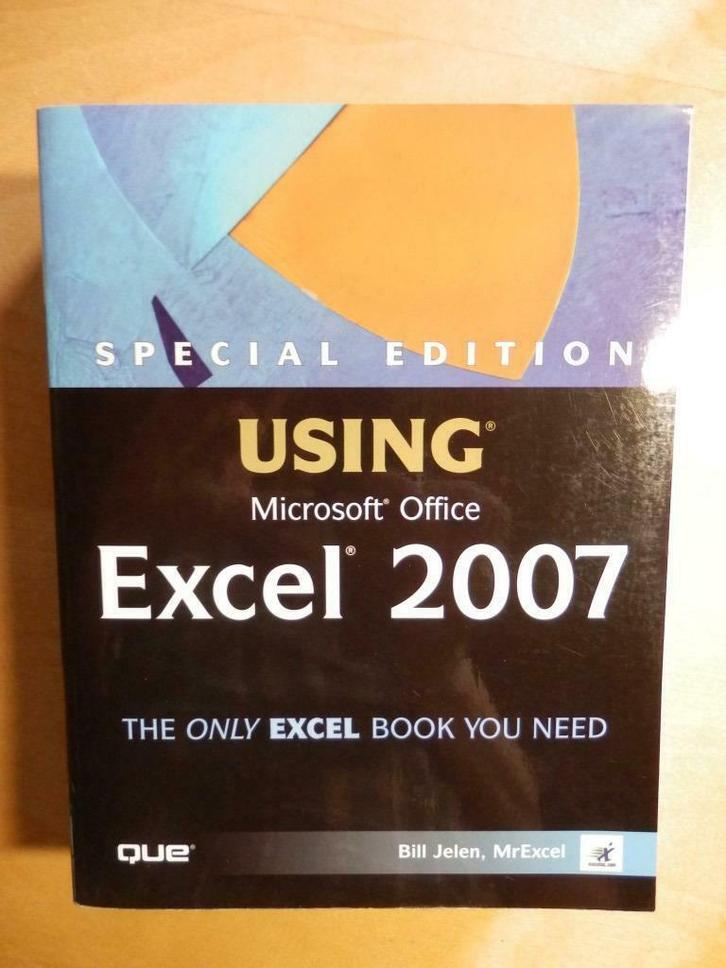 SPECIAL EDITION
USING®
Microsoft® Office
Excel® 2007
THE ONLY EXCEL BOOK YOU NEED
QUE®
Bill Jelen, MrExcel